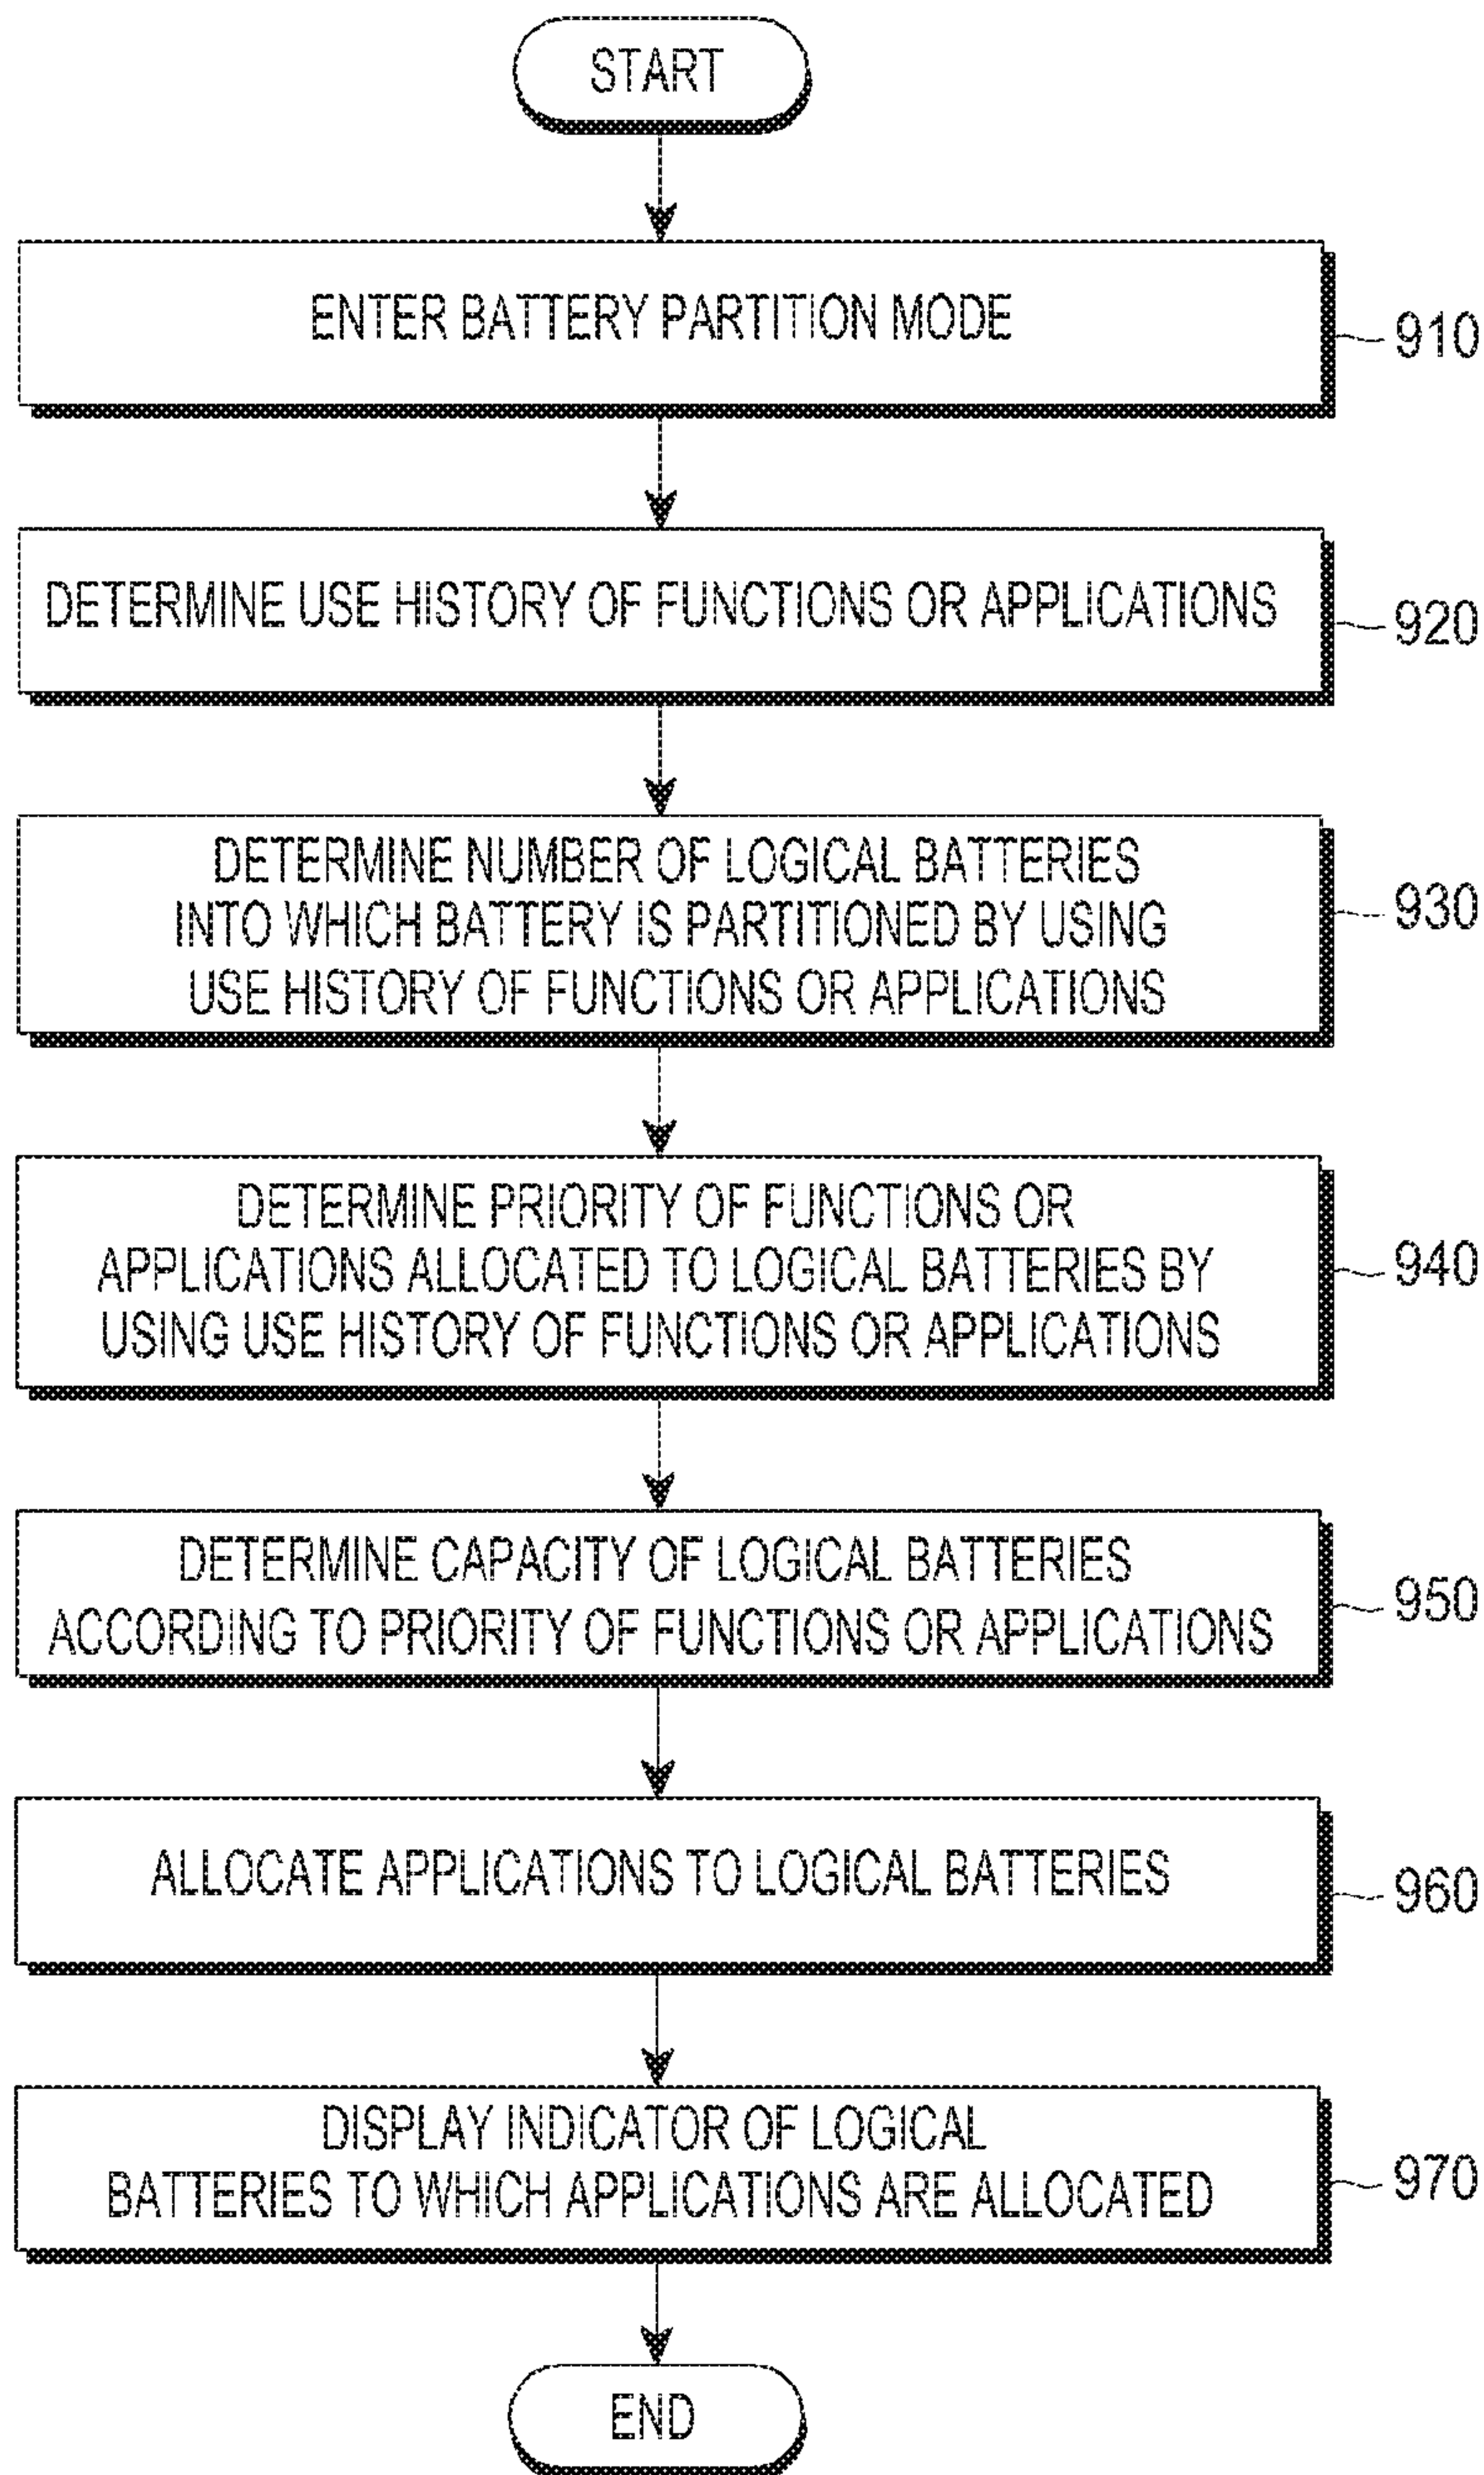 START
ENTER BATTERY PARTITION MODE
910
DETERMINE USE HISTORY OF FUNCTIONS OR APPLICATIONS
920
DETERMINE NUMBER OF LOGICAL BATTERIES
INTO WHICH BATTERY IS PARTITIONED BY USING
USE HISTORY OF FUNCTIONS OR APPLICATIONS
930
DETERMINE PRIORITY OF FUNCTIONS OR
APPLICATIONS ALLOCATED TO LOGICAL BATTERIES BY
USING USE HISTORY OF FUNCTIONS OR APPLICATIONS
940
DETERMINE CAPACITY OF LOGICAL BATTERIES
ACCORDING TO PRIORITY OF FUNCTIONS OR APPLICATIONS
950
ALLOCATE APPLICATIONS TO LOGICAL BATTERIES
960
DISPLAY INDICATOR OF LOGICAL
BATTERIES TO WHICH APPLICATIONS ARE ALLOCATED
970
END